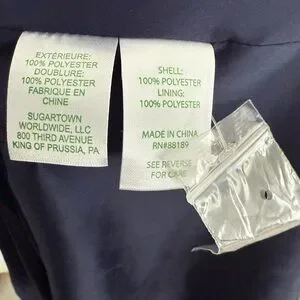 EXTÉRIEURE:
100% POLYESTER
DOUBLURE:
100% POLYESTER
FABRIQUE EN
CHINE
SUGARTOWN
WORLDWIDE, LLC
800 THIRD AVENUE
KING OF PRUSSIA, PA
SHELL:
100% POLYESTER
LINING:
100% POLYESTER
MADE IN CHINA
RN#88189
SEE REVERSE
FOR CARE